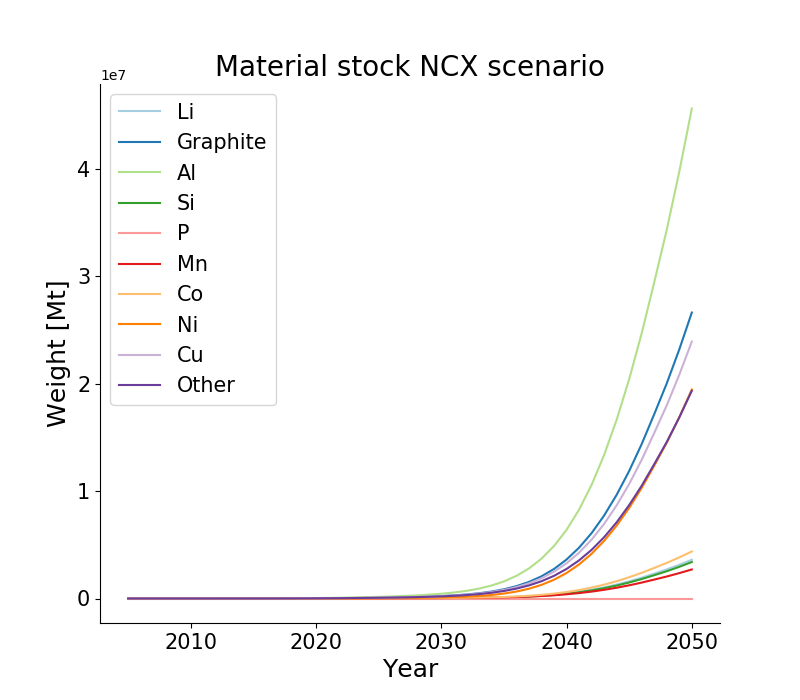 Material stock NCX scenario
1e7
Li
Graphite
Al
Si
P
Mn
Co
Ni
Cu
Other
4
3
2
1
0
Weight [Mt]
2010 2020 2030 2040 2050
Year